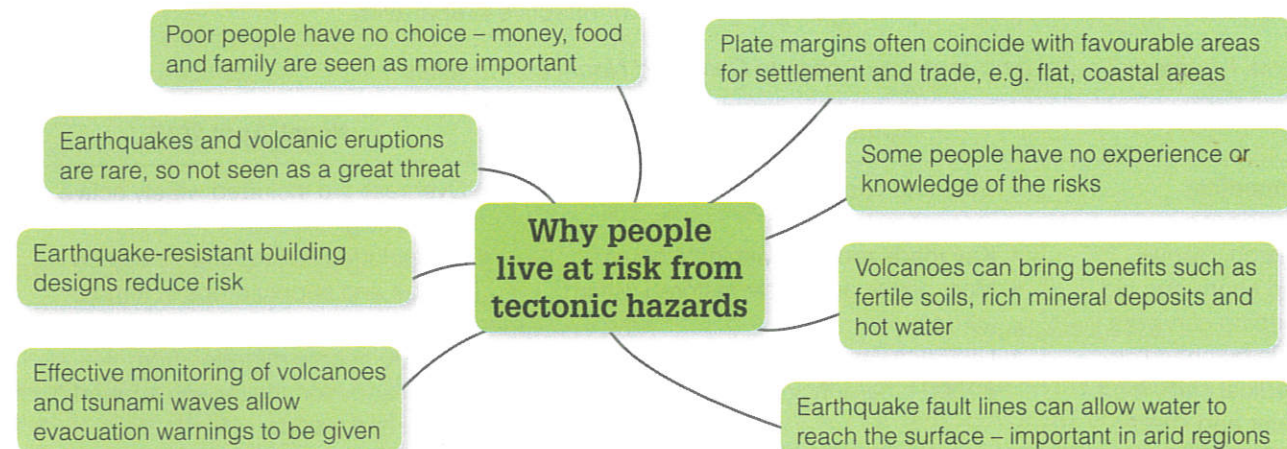 Poor people have no choice – money, food
and family are seen as more important
Plate margins often coincide with favourable areas
for settlement and trade, e.g. flat, coastal areas
Earthquakes and volcanic eruptions
are rare, so not seen as a great threat
Some people have no experience or
knowledge of the risks
Why people
live at risk from
tectonic hazards
Earthquake-resistant building
designs reduce risk
Volcanoes can bring benefits such as
fertile soils, rich mineral deposits and
hot water
Effective monitoring of volcanoes
and tsunami waves allow
evacuation warnings to be given
Earthquake fault lines can allow water to
reach the surface – important in arid regions